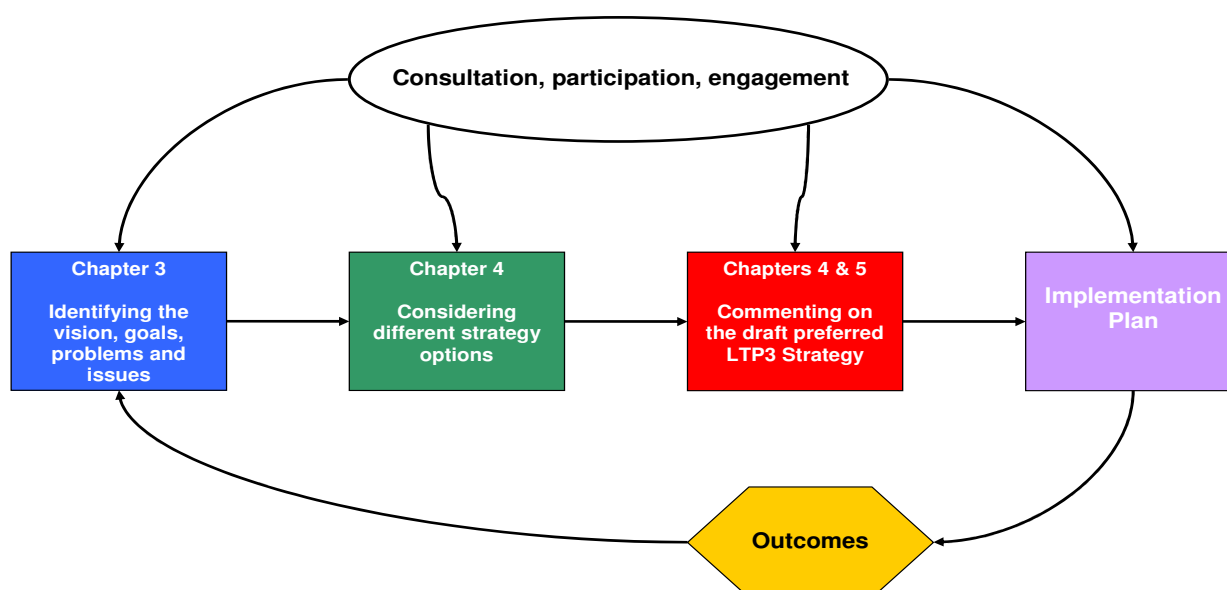 Consultation, participation, engagement
Chapter 3
Identifying the
vision, goals,
problems and
issues
Chapter 4
Considering
different strategy
options
Chapters 4 & 5
Commenting on
the draft preferred
LTP3 Strategy
Implementation
Plan
Outcomes